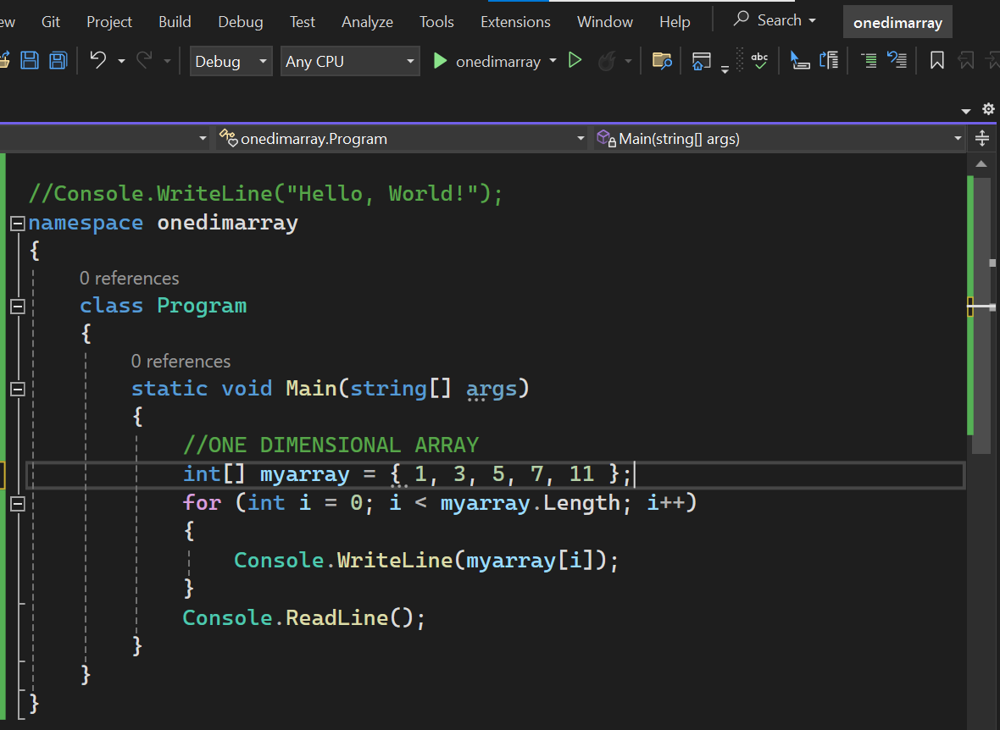 ew Git Project Build Debug Test Analyze Tools Extensions Window Help Search onedimarray
Debug Any CPU onedimarray abc
onedimarray.Program Main(string[] args)
//Console.WriteLine("Hello, World!");
namespace onedimarray
{
0 references
class Program
{
0 references
static void Main(string[] args)
{
//ONE DIMENSIONAL ARRAY
int[] myarray = { 1, 3, 5, 7, 11 };
for (int i = 0; i < myarray.Length; i++)
{
Console.WriteLine(myarray[i]);
}
Console.ReadLine();
}
}
}